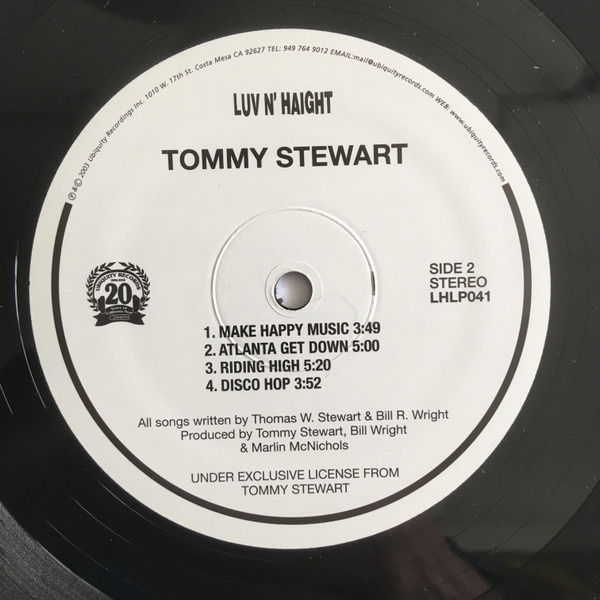 ℗ & © 2003 Ubiquity Recordings Inc. 1010 W. 17th St. Costa Mesa CA 92627 TEL: 949 764 9012 EMAIL:mail@ubiquityrecords.com WEB: www.ubiquityrecords.com
LUV N' HAIGHT
TOMMY STEWART
UBIQUITY RECORDS
20
SIDE 2
STEREO
LHLP041
1. MAKE HAPPY MUSIC 3:49
2. ATLANTA GET DOWN 5:00
3. RIDING HIGH 5:20
4. DISCO HOP 3:52
All songs written by Thomas W. Stewart & Bill R. Wright
Produced by Tommy Stewart, Bill Wright
& Marlin McNichols
UNDER EXCLUSIVE LICENSE FROM
TOMMY STEWART